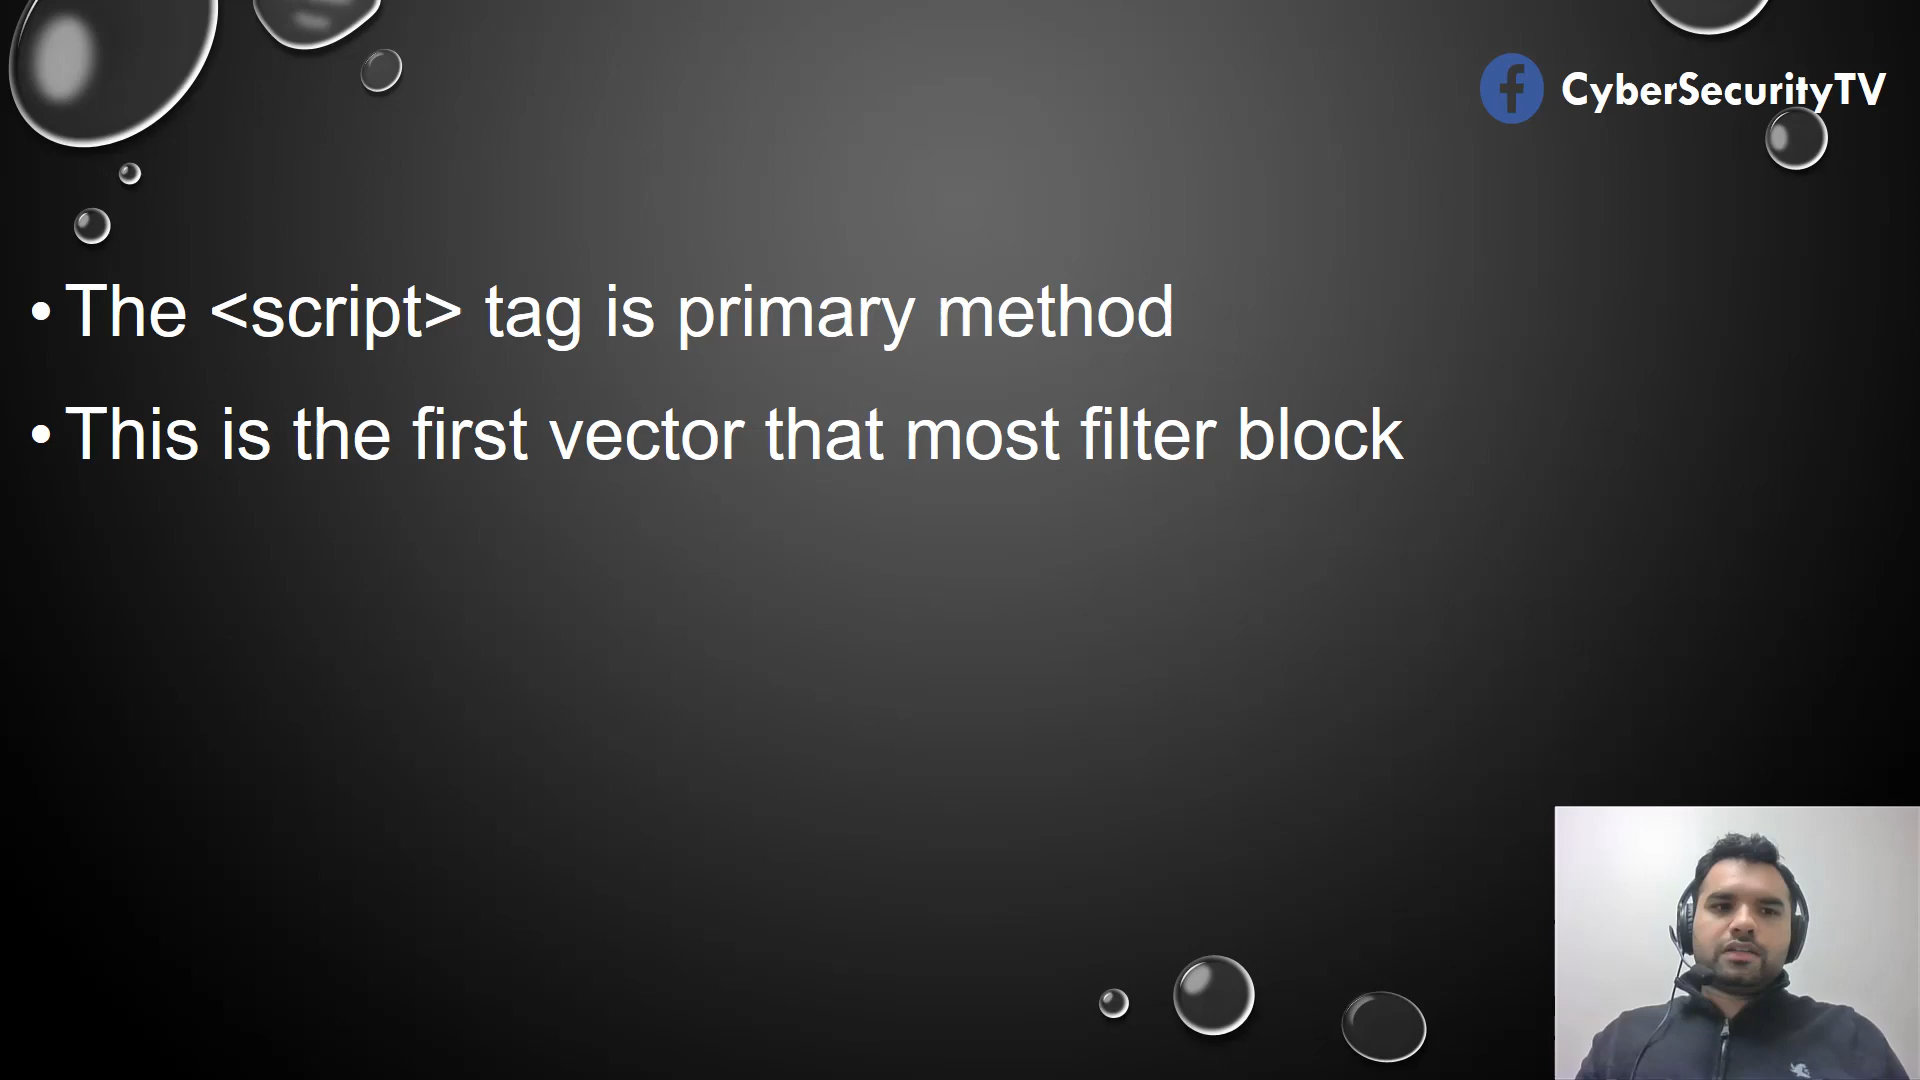 CyberSecurityTV
• The <script> tag is primary method
• This is the first vector that most filter block